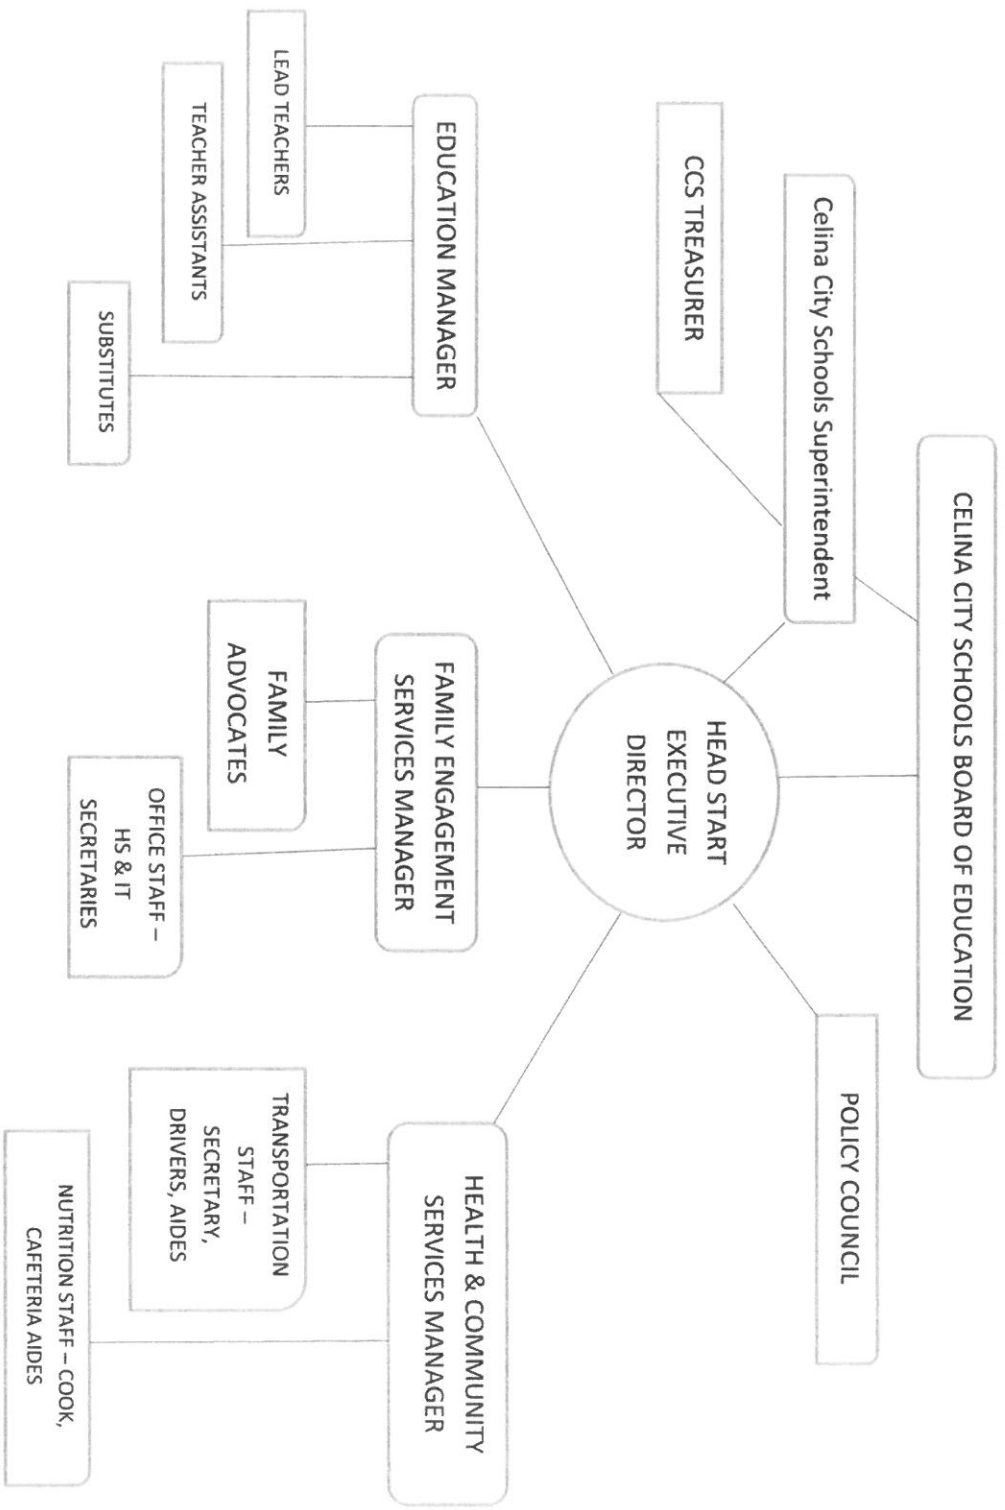 CELINA CITY SCHOOLS BOARD OF EDUCATION
Celina City Schools Superintendent
POLICY COUNCIL
CCS TREASURER
HEAD START
EXECUTIVE
DIRECTOR
EDUCATION MANAGER
LEAD TEACHERS
TEACHER ASSISTANTS
SUBSTITUTES
FAMILY ENGAGEMENT
SERVICES MANAGER
FAMILY
ADVOCATES
OFFICE STAFF –
HS & IT
SECRETARIES
HEALTH & COMMUNITY
SERVICES MANAGER
TRANSPORTATION
STAFF –
SECRETARY,
DRIVERS, AIDES
NUTRITION STAFF – COOK,
CAFETERIA AIDES